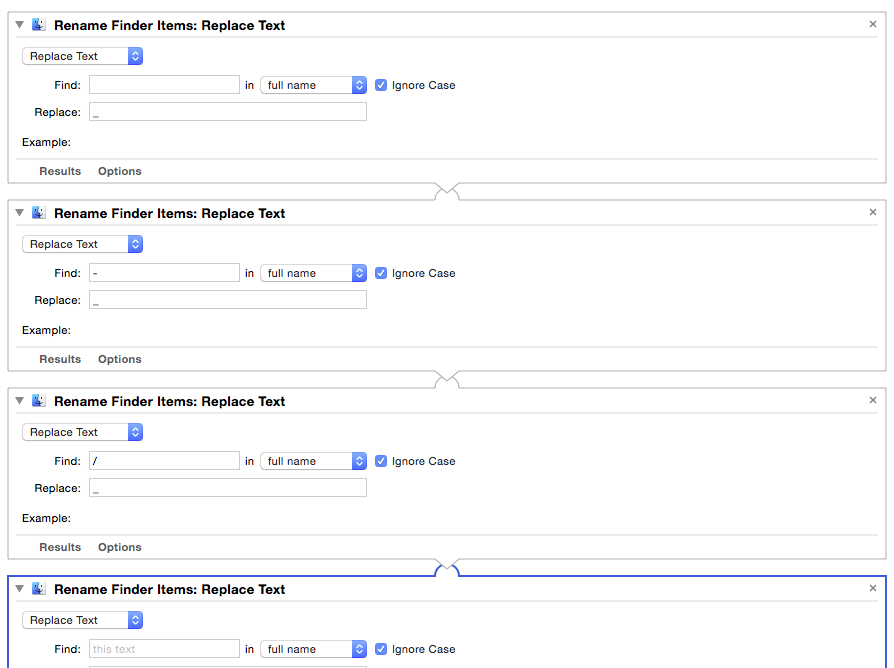 Rename Finder Items: Replace Text
Replace Text
Find: in full name Ignore Case
Replace: _
Example:
Results Options
Rename Finder Items: Replace Text
Replace Text
Find: - in full name Ignore Case
Replace: _
Example:
Results Options
Rename Finder Items: Replace Text
Replace Text
Find: / in full name Ignore Case
Replace: _
Example:
Results Options
Rename Finder Items: Replace Text
Replace Text
Find: this text in full name Ignore Case